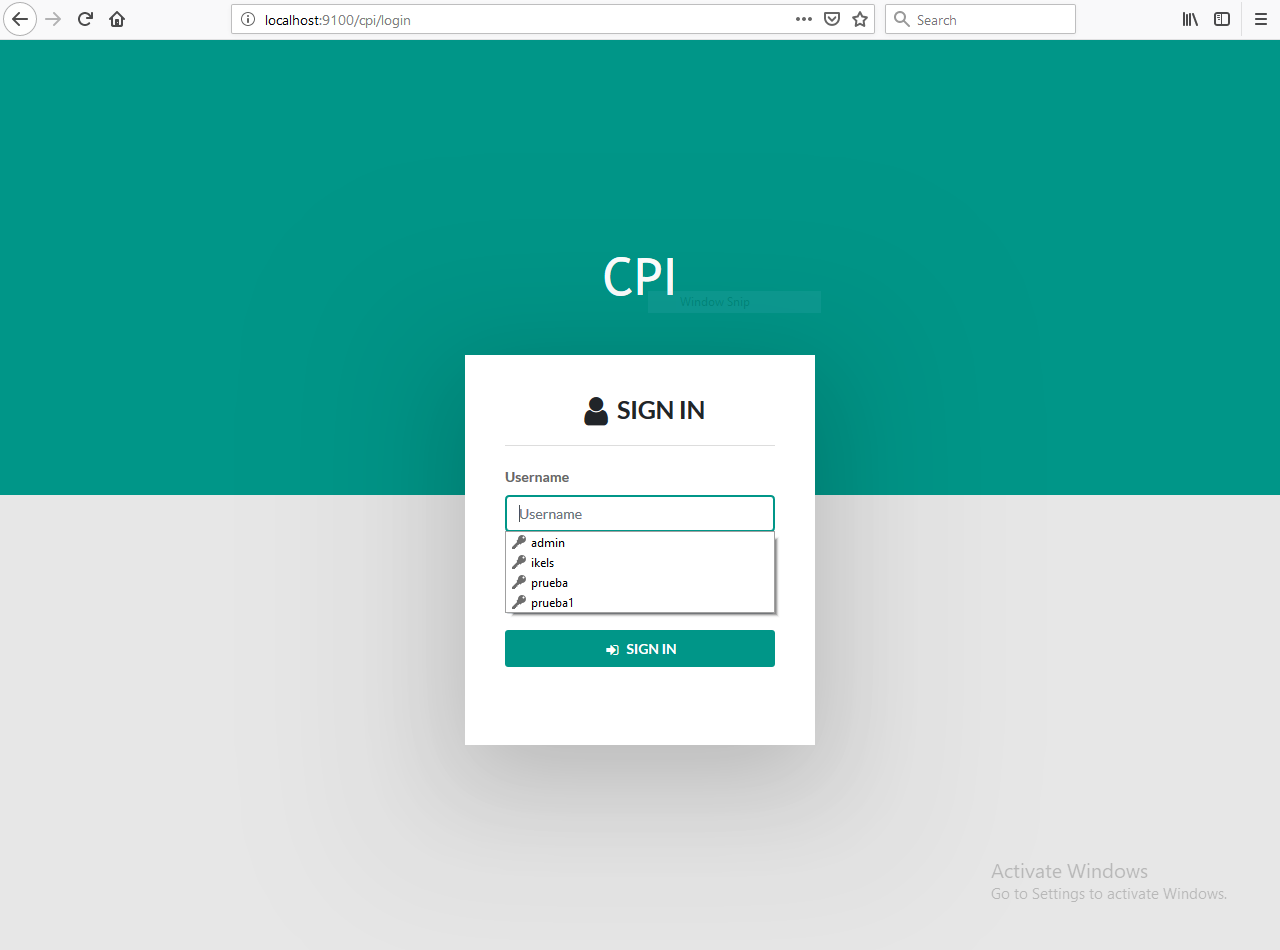 localhost:9100/cpi/login
Search
CPI
Window Snip
SIGN IN
Username
Username
admin
ikels
prueba
prueba1
SIGN IN
Activate Windows
Go to Settings to activate Windows.